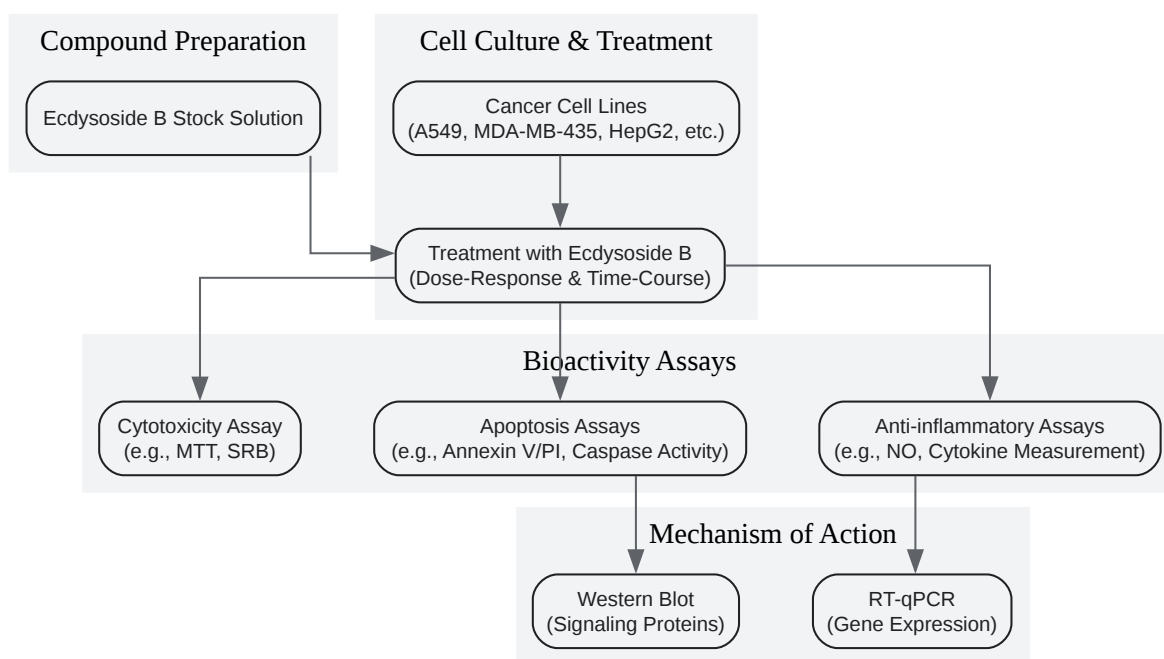 Compound Preparation
Cell Culture & Treatment
Ecdysoside B Stock Solution
Cancer Cell Lines
(A549, MDA-MB-435, HepG2, etc.)
Treatment with Ecdysoside B
(Dose-Response & Time-Course)
Bioactivity Assays
Cytotoxicity Assay
(e.g., MTT, SRB)
Apoptosis Assays
(e.g., Annexin V/PI, Caspase Activity)
Anti-inflammatory Assays
(e.g., NO, Cytokine Measurement)
Mechanism of Action
Western Blot
(Signaling Proteins)
RT-qPCR
(Gene Expression)